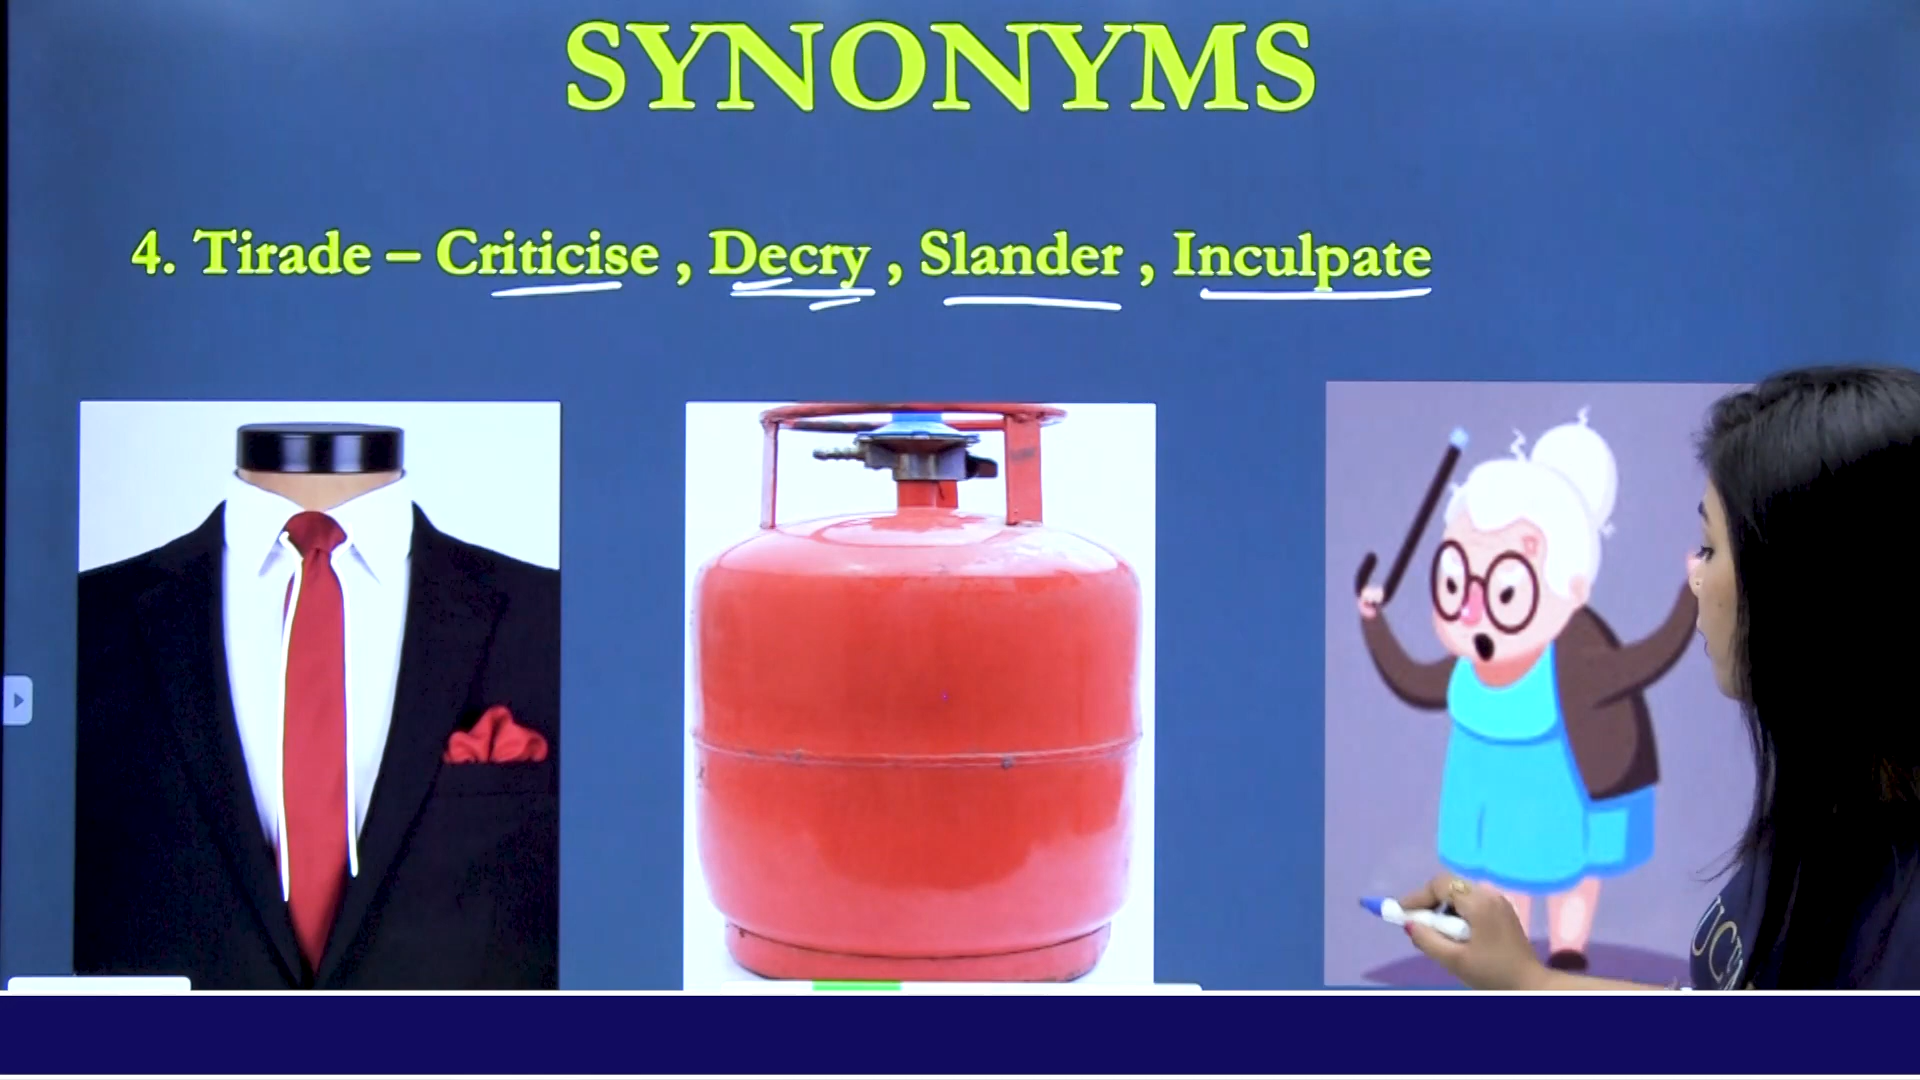 SYNONYMS
4. Tirade – Criticise , Decry , Slander , Inculpate